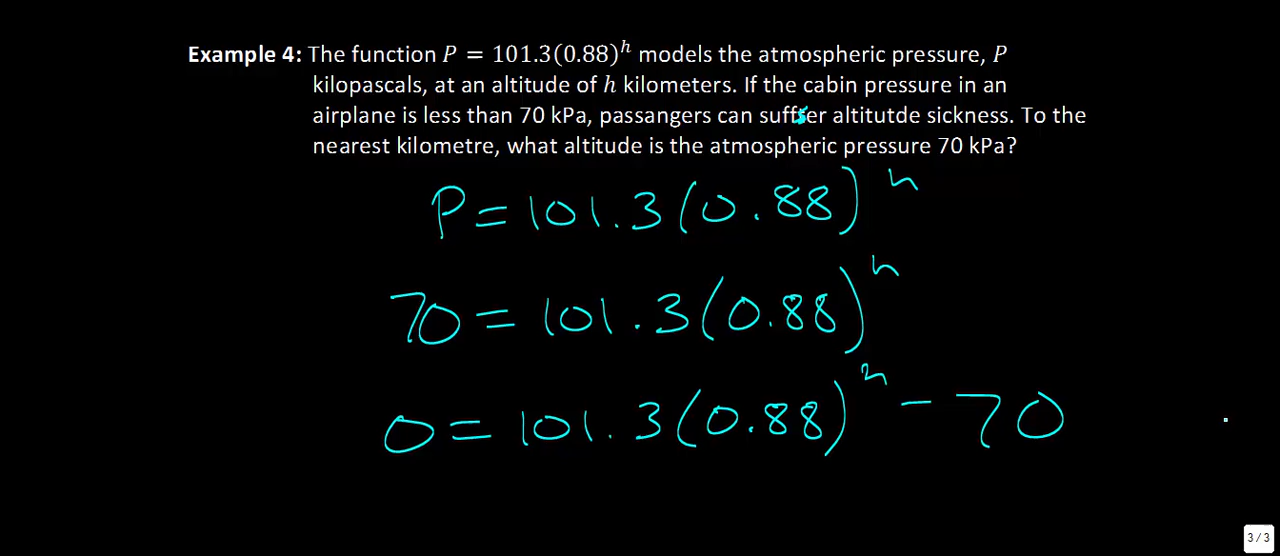 Example 4: The function P = 101.3(0.88)^h models the atmospheric pressure, P
kilopascals, at an altitude of h kilometers. If the cabin pressure in an
airplane is less than 70 kPa, passangers can suffser altitutde sickness. To the
nearest kilometre, what altitude is the atmospheric pressure 70 kPa?
P = 101.3(0.88)^h
70 = 101.3(0.88)^h
0 = 101.3(0.88)^h - 70
3 / 3